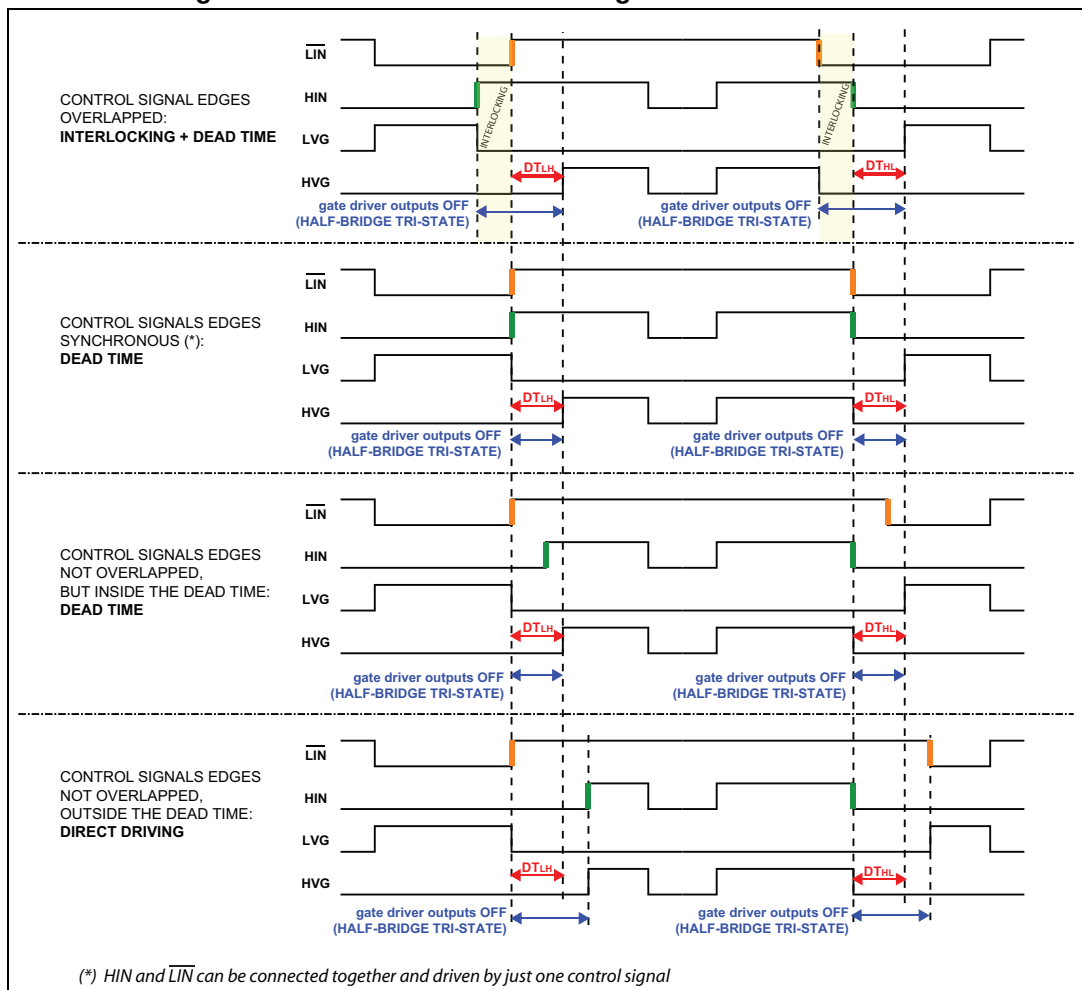 LIN
CONTROL SIGNAL EDGES
OVERLAPPED:
INTERLOCKING + DEAD TIME
HIN
LVG
HVG
INTERLOCKING
INTERLOCKING
DTLH
DTHL
gate driver outputs OFF
(HALF-BRIDGE TRI-STATE)
gate driver outputs OFF
(HALF-BRIDGE TRI-STATE)
LIN
CONTROL SIGNALS EDGES
SYNCHRONOUS (*):
DEAD TIME
HIN
LVG
HVG
DTLH
DTHL
gate driver outputs OFF
(HALF-BRIDGE TRI-STATE)
gate driver outputs OFF
(HALF-BRIDGE TRI-STATE)
LIN
CONTROL SIGNALS EDGES
NOT OVERLAPPED,
BUT INSIDE THE DEAD TIME:
DEAD TIME
HIN
LVG
HVG
DTLH
DTHL
gate driver outputs OFF
(HALF-BRIDGE TRI-STATE)
gate driver outputs OFF
(HALF-BRIDGE TRI-STATE)
LIN
CONTROL SIGNALS EDGES
NOT OVERLAPPED,
OUTSIDE THE DEAD TIME:
DIRECT DRIVING
HIN
LVG
HVG
DTLH
DTHL
gate driver outputs OFF
(HALF-BRIDGE TRI-STATE)
gate driver outputs OFF
(HALF-BRIDGE TRI-STATE)
(*) HIN and LIN can be connected together and driven by just one control signal